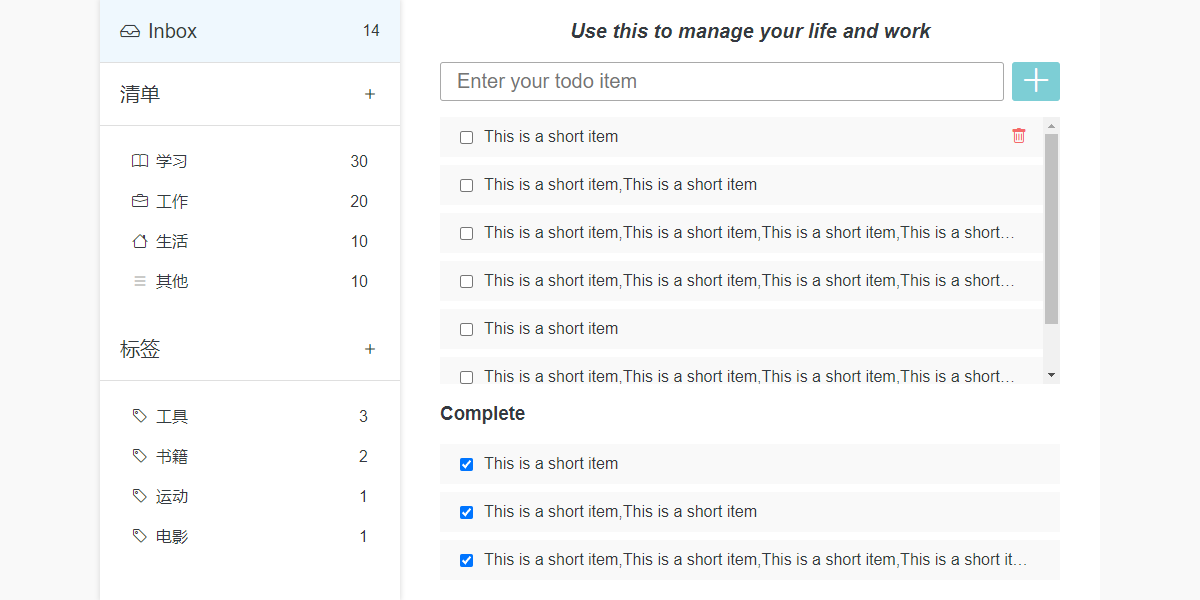 Inbox 14
清单 +
学习 30
工作 20
生活 10
其他 10
标签 +
工具 3
书籍 2
运动 1
电影 1
Use this to manage your life and work
Enter your todo item
This is a short item
This is a short item,This is a short item
This is a short item,This is a short item,This is a short item,This is a short...
This is a short item,This is a short item,This is a short item,This is a short...
This is a short item
This is a short item,This is a short item,This is a short item,This is a short...
Complete
This is a short item
This is a short item,This is a short item
This is a short item,This is a short item,This is a short item,This is a short it...